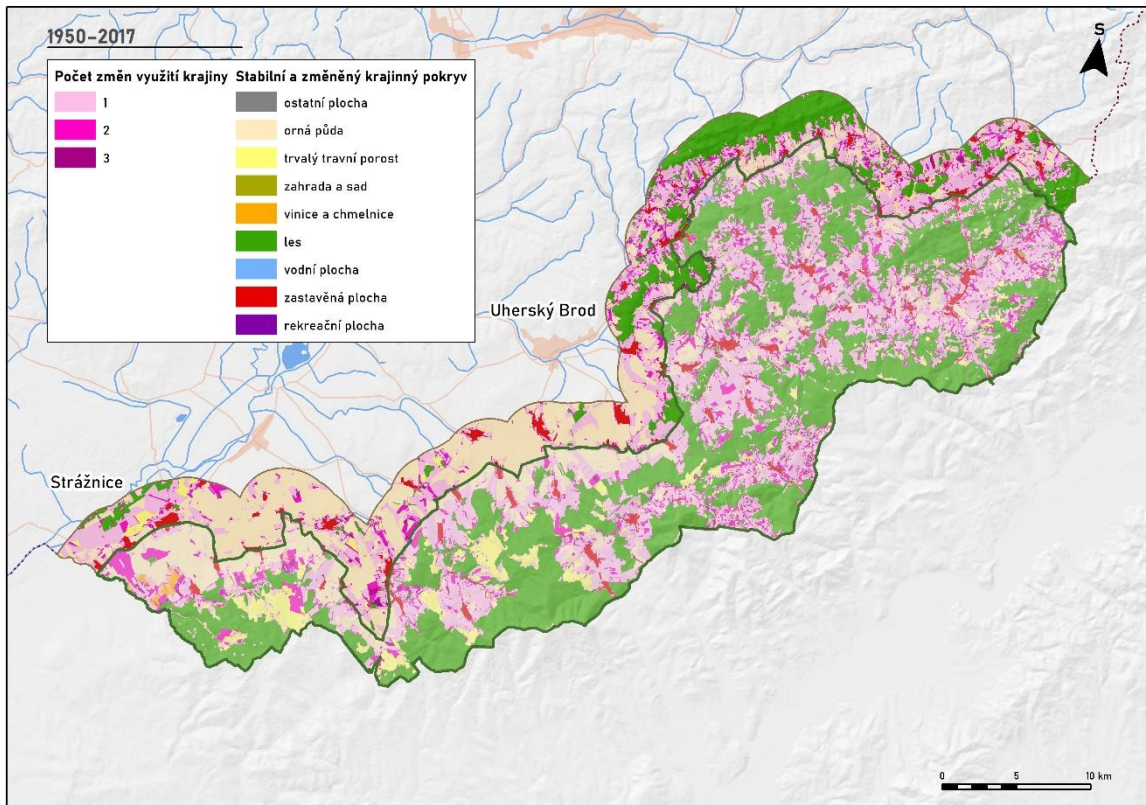 1950–2017
S
Počet změn využití krajiny
1
2
3
Stabilní a změněný krajinný pokryv
ostatní plocha
orná půda
trvalý travní porost
zahrada a sad
vinice a chmelnice
les
vodní plocha
zastavěná plocha
rekreační plocha
Uherský Brod
Strážnice
0 5 10 km